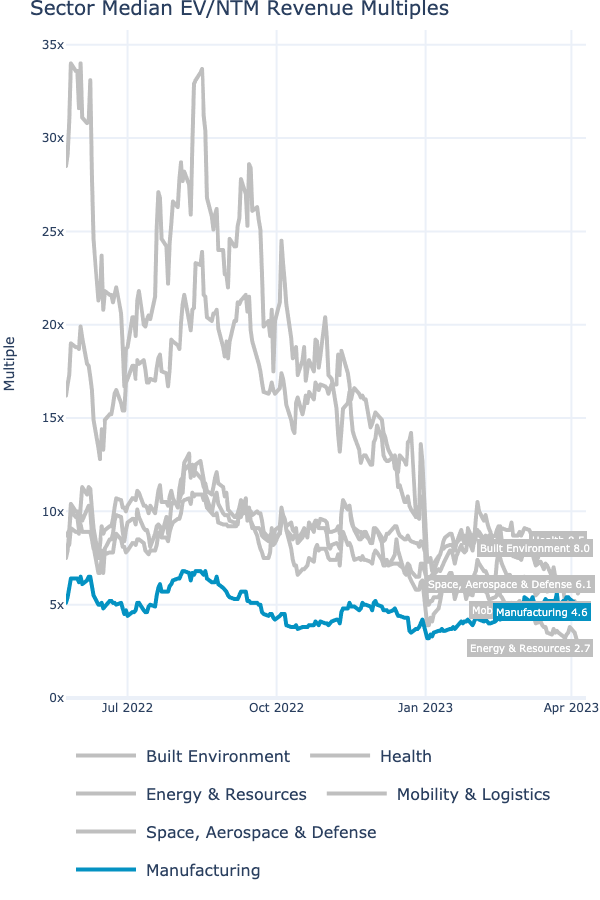 Sector Median EV/NTM Revenue Multiples
Multiple
35x
30x
25x
20x
15x
10x
5x
0x
Built Environment 8.0
Space, Aerospace & Defense 6.1
Manufacturing 4.6
Energy & Resources 2.7
Jul 2022
Oct 2022
Jan 2023
Apr 2023
Built Environment
Health
Energy & Resources
Mobility & Logistics
Space, Aerospace & Defense
Manufacturing